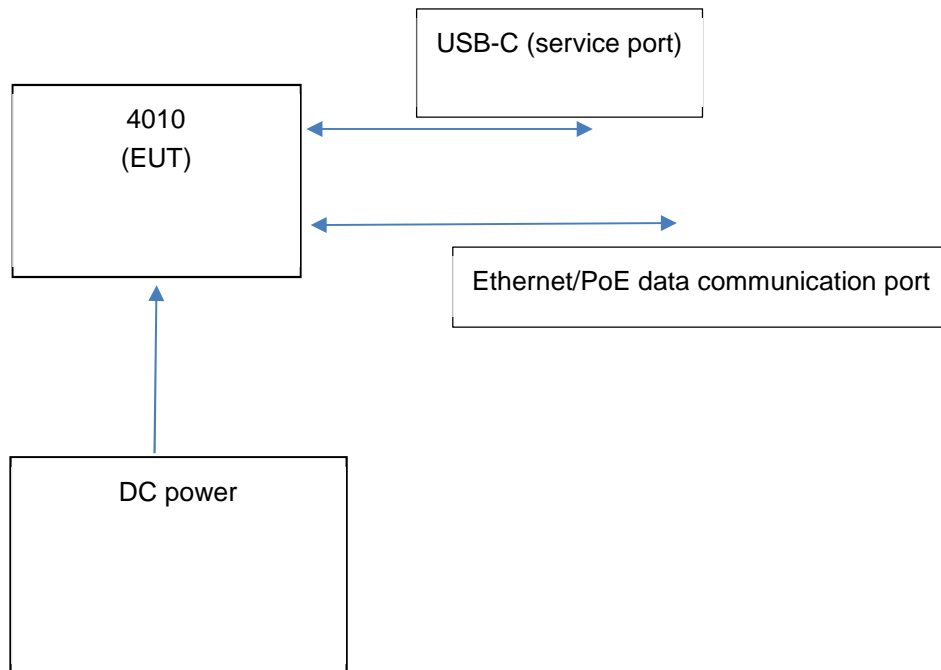 USB-C (service port)
4010
(EUT)
Ethernet/PoE data communication port
DC power